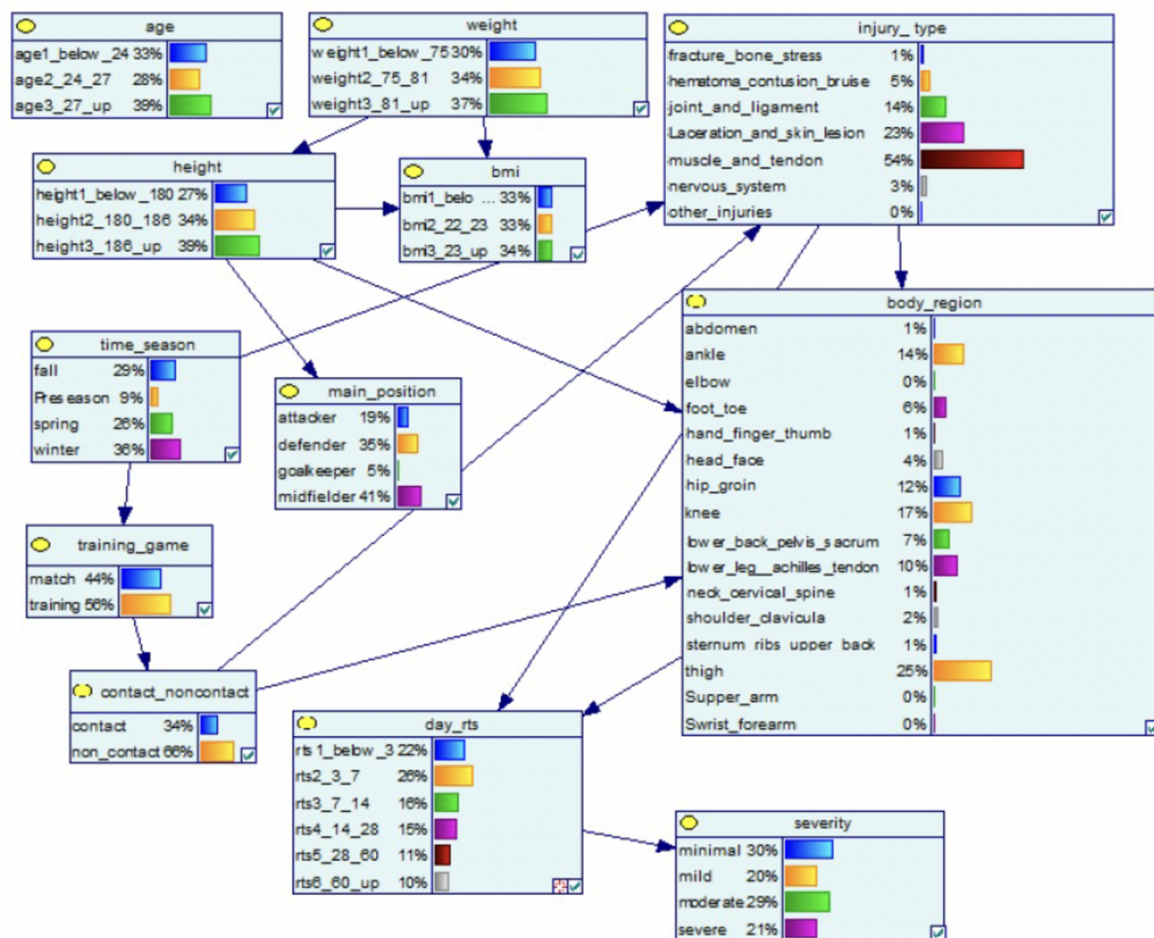 age
age1_below_24 33%
age2_24_27 28%
age3_27_up 39%
weight
weight1_below_75 30%
weight2_75_81 34%
weight3_81_up 37%
injury_ type
fracture_bone_stress 1%
hematoma_contusion_bruise 5%
joint_and_ligament 14%
Laceration_and_skin_lesion 23%
muscle_and_tendon 54%
nervous_system 3%
other_injuries 0%
height
height1_below_180 27%
height2_180_186 34%
height3_186_up 39%
bmi
bmi1_belo ... 33%
bmi2_22_23 33%
bmi3_23_up 34%
time_season
fall 29%
Preseason 9%
spring 26%
winter 36%
main_position
attacker 19%
defender 35%
goalkeeper 5%
midfielder 41%
body_region
abdomen 1%
ankle 14%
elbow 0%
foot_toe 6%
hand_finger_thumb 1%
head_face 4%
hip_groin 12%
knee 17%
lower_back_pelvis_sacrum 7%
lower_leg__achilles_tendon 10%
neck_cervical_spine 1%
shoulder_clavicula 2%
sternum_ribs_upper_back 1%
thigh 25%
Supper_arm 0%
Swrist_forearm 0%
training_game
match 44%
training 56%
contact_noncontact
contact 34%
non_contact 66%
day_rts
rts1_below_3 22%
rts2_3_7 26%
rts3_7_14 16%
rts4_14_28 15%
rts5_28_60 11%
rts6_60_up 10%
severity
minimal 30%
mild 20%
moderate 29%
severe 21%